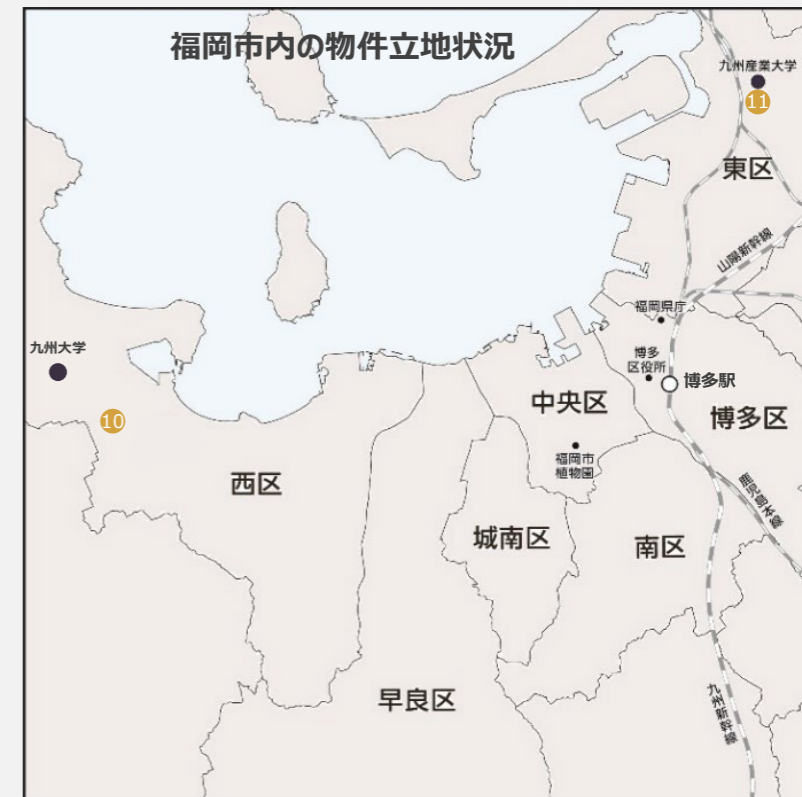 福岡市内の物件立地状況
九州産業大学
11
東区
山陽新幹線
福岡県庁
九州大学
博多
区役所
博多駅
10
中央区
博多区
福岡市
植物園
西区
鹿児島本線
城南区
南区
早良区
九州新幹線